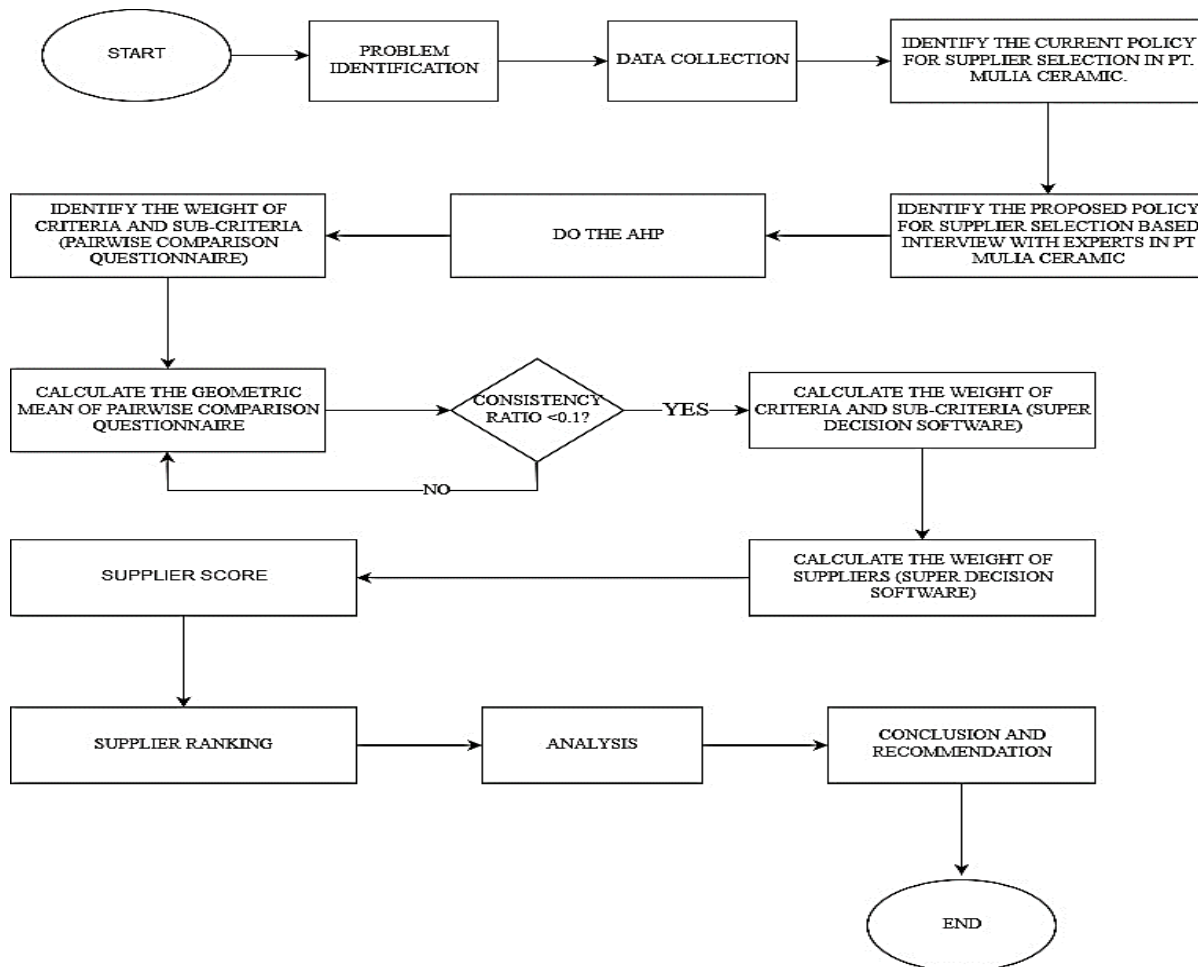 START
PROBLEM
IDENTIFICATION
DATA COLLECTION
IDENTIFY THE CURRENT POLICY
FOR SUPPLIER SELECTION IN PT.
MULIA CERAMIC.
IDENTIFY THE PROPOSED POLICY
FOR SUPPLIER SELECTION BASED
INTERVIEW WITH EXPERTS IN PT
MULIA CERAMIC
DO THE AHP
IDENTIFY THE WEIGHT OF
CRITERIA AND SUB-CRITERIA
(PAIRWISE COMPARISON
QUESTIONNAIRE)
CALCULATE THE GEOMETRIC
MEAN OF PAIRWISE COMPARISON
QUESTIONNAIRE
CONSISTENCY
RATIO <0.1?
YES
NO
CALCULATE THE WEIGHT OF
CRITERIA AND SUB-CRITERIA (SUPER
DECISION SOFTWARE)
CALCULATE THE WEIGHT OF
SUPPLIERS (SUPER DECISION
SOFTWARE)
SUPPLIER SCORE
SUPPLIER RANKING
ANALYSIS
CONCLUSION AND
RECOMMENDATION
END